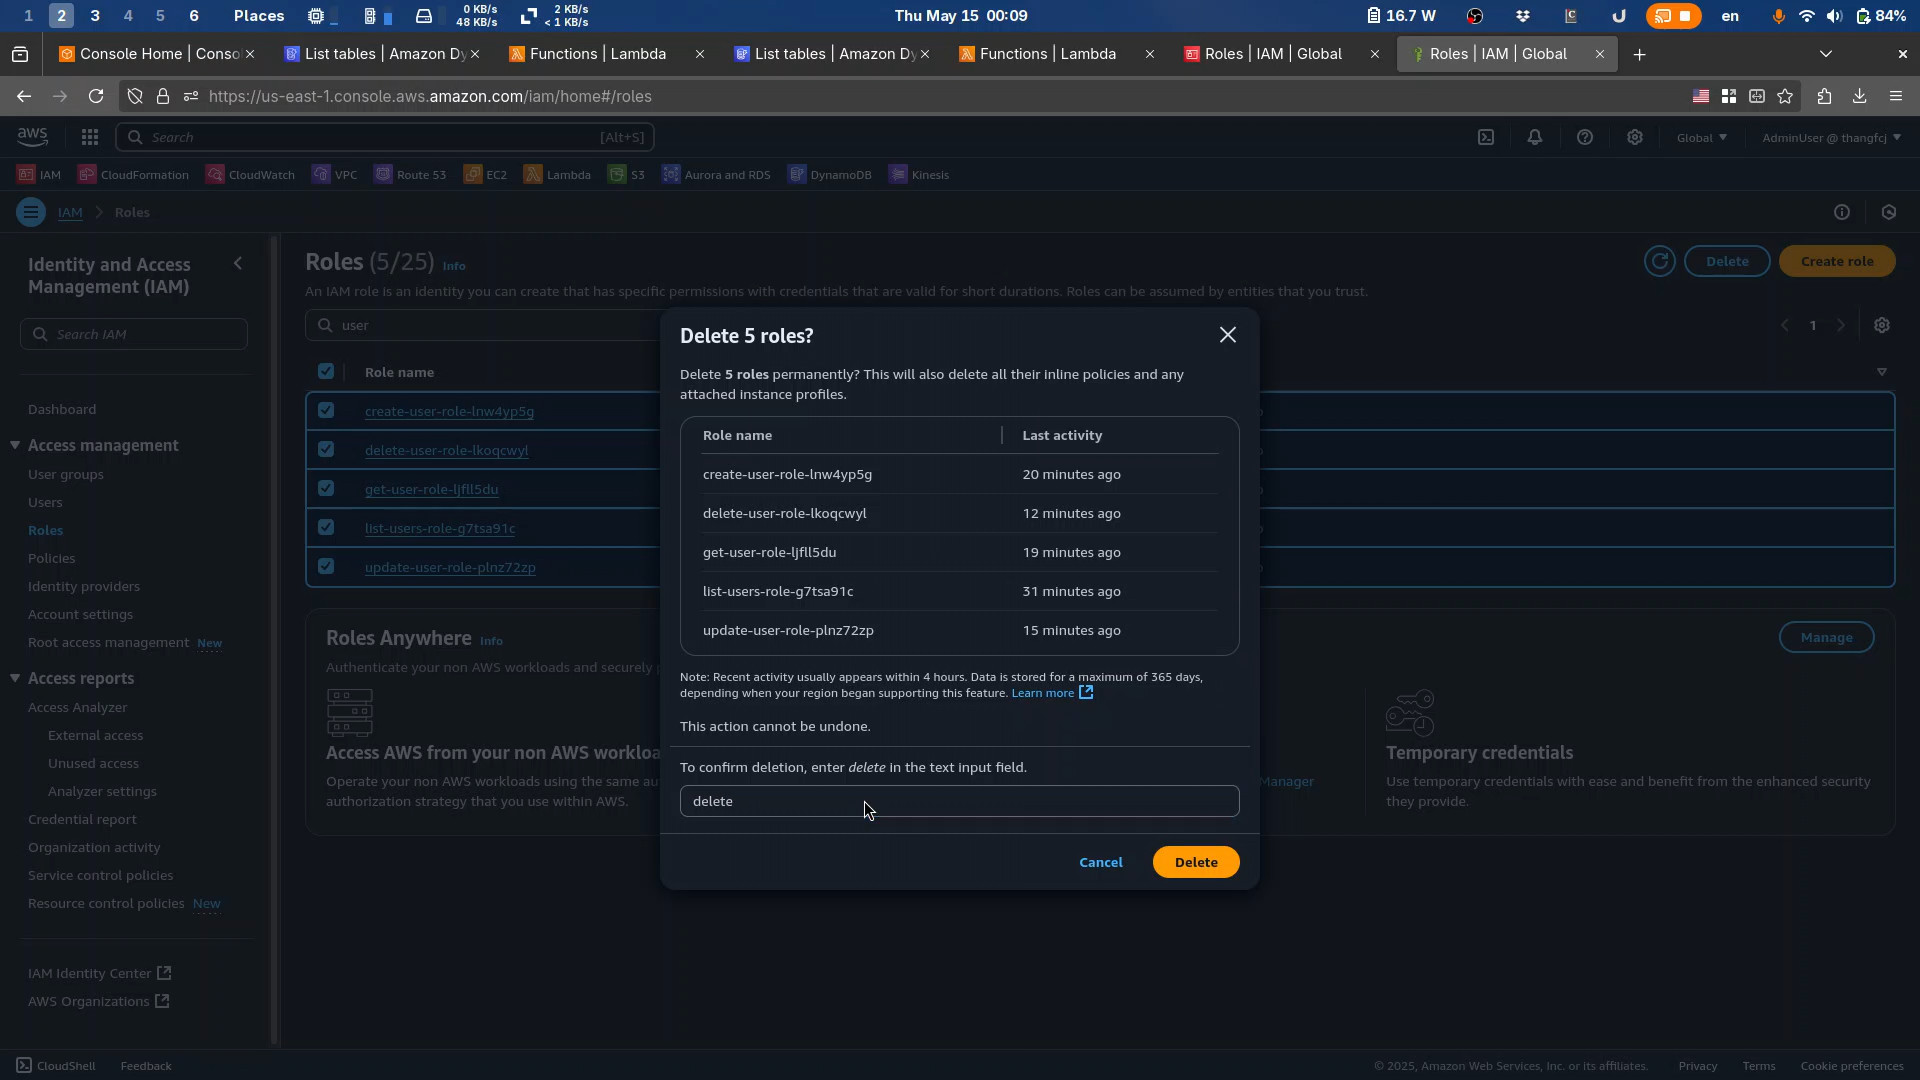 1 2 3 4 5 6 Places 0 KB/s 48 KB/s 2 KB/s < 1 KB/s Thu May 15 00:09 16.7 W en 84%
Console Home | Conso List tables | Amazon Dy Functions | Lambda List tables | Amazon Dy Functions | Lambda Roles | IAM | Global Roles | IAM | Global
https://us-east-1.console.aws.amazon.com/iam/home#/roles
aws Search [Alt+S] Global AdminUser @ thangfcj
IAM CloudFormation CloudWatch VPC Route 53 EC2 Lambda S3 Aurora and RDS DynamoDB Kinesis
IAM Roles
Identity and Access
Management (IAM)
Search IAM
Dashboard
Access management
User groups
Users
Roles
Policies
Identity providers
Account settings
Root access management New
Access reports
Access Analyzer
External access
Unused access
Analyzer settings
Credential report
Organization activity
Service control policies
Resource control policies New
IAM Identity Center
AWS Organizations
Roles (5/25) Info
Delete Create role
An IAM role is an identity you can create that has specific permissions with credentials that are valid for short durations. Roles can be assumed by entities that you trust.
user
1
Role name
create-user-role-lnw4yp5g
delete-user-role-lkoqcwyl
get-user-role-ljfll5du
list-users-role-g7tsa91c
update-user-role-plnz72zp
Roles Anywhere Info
Manage
Authenticate your non AWS workloads and securely
Access AWS from your non AWS workloa
Operate your non AWS workloads using the same au
authorization strategy that you use within AWS.
Manager
Temporary credentials
Use temporary credentials with ease and benefit from the enhanced security
they provide.
Delete 5 roles?
Delete 5 roles permanently? This will also delete all their inline policies and any
attached instance profiles.
Role name Last activity
create-user-role-lnw4yp5g 20 minutes ago
delete-user-role-lkoqcwyl 12 minutes ago
get-user-role-ljfll5du 19 minutes ago
list-users-role-g7tsa91c 31 minutes ago
update-user-role-plnz72zp 15 minutes ago
Note: Recent activity usually appears within 4 hours. Data is stored for a maximum of 365 days,
depending when your region began supporting this feature. Learn more
This action cannot be undone.
To confirm deletion, enter delete in the text input field.
delete
Cancel Delete
CloudShell Feedback © 2025, Amazon Web Services, Inc. or its affiliates. Privacy Terms Cookie preferences